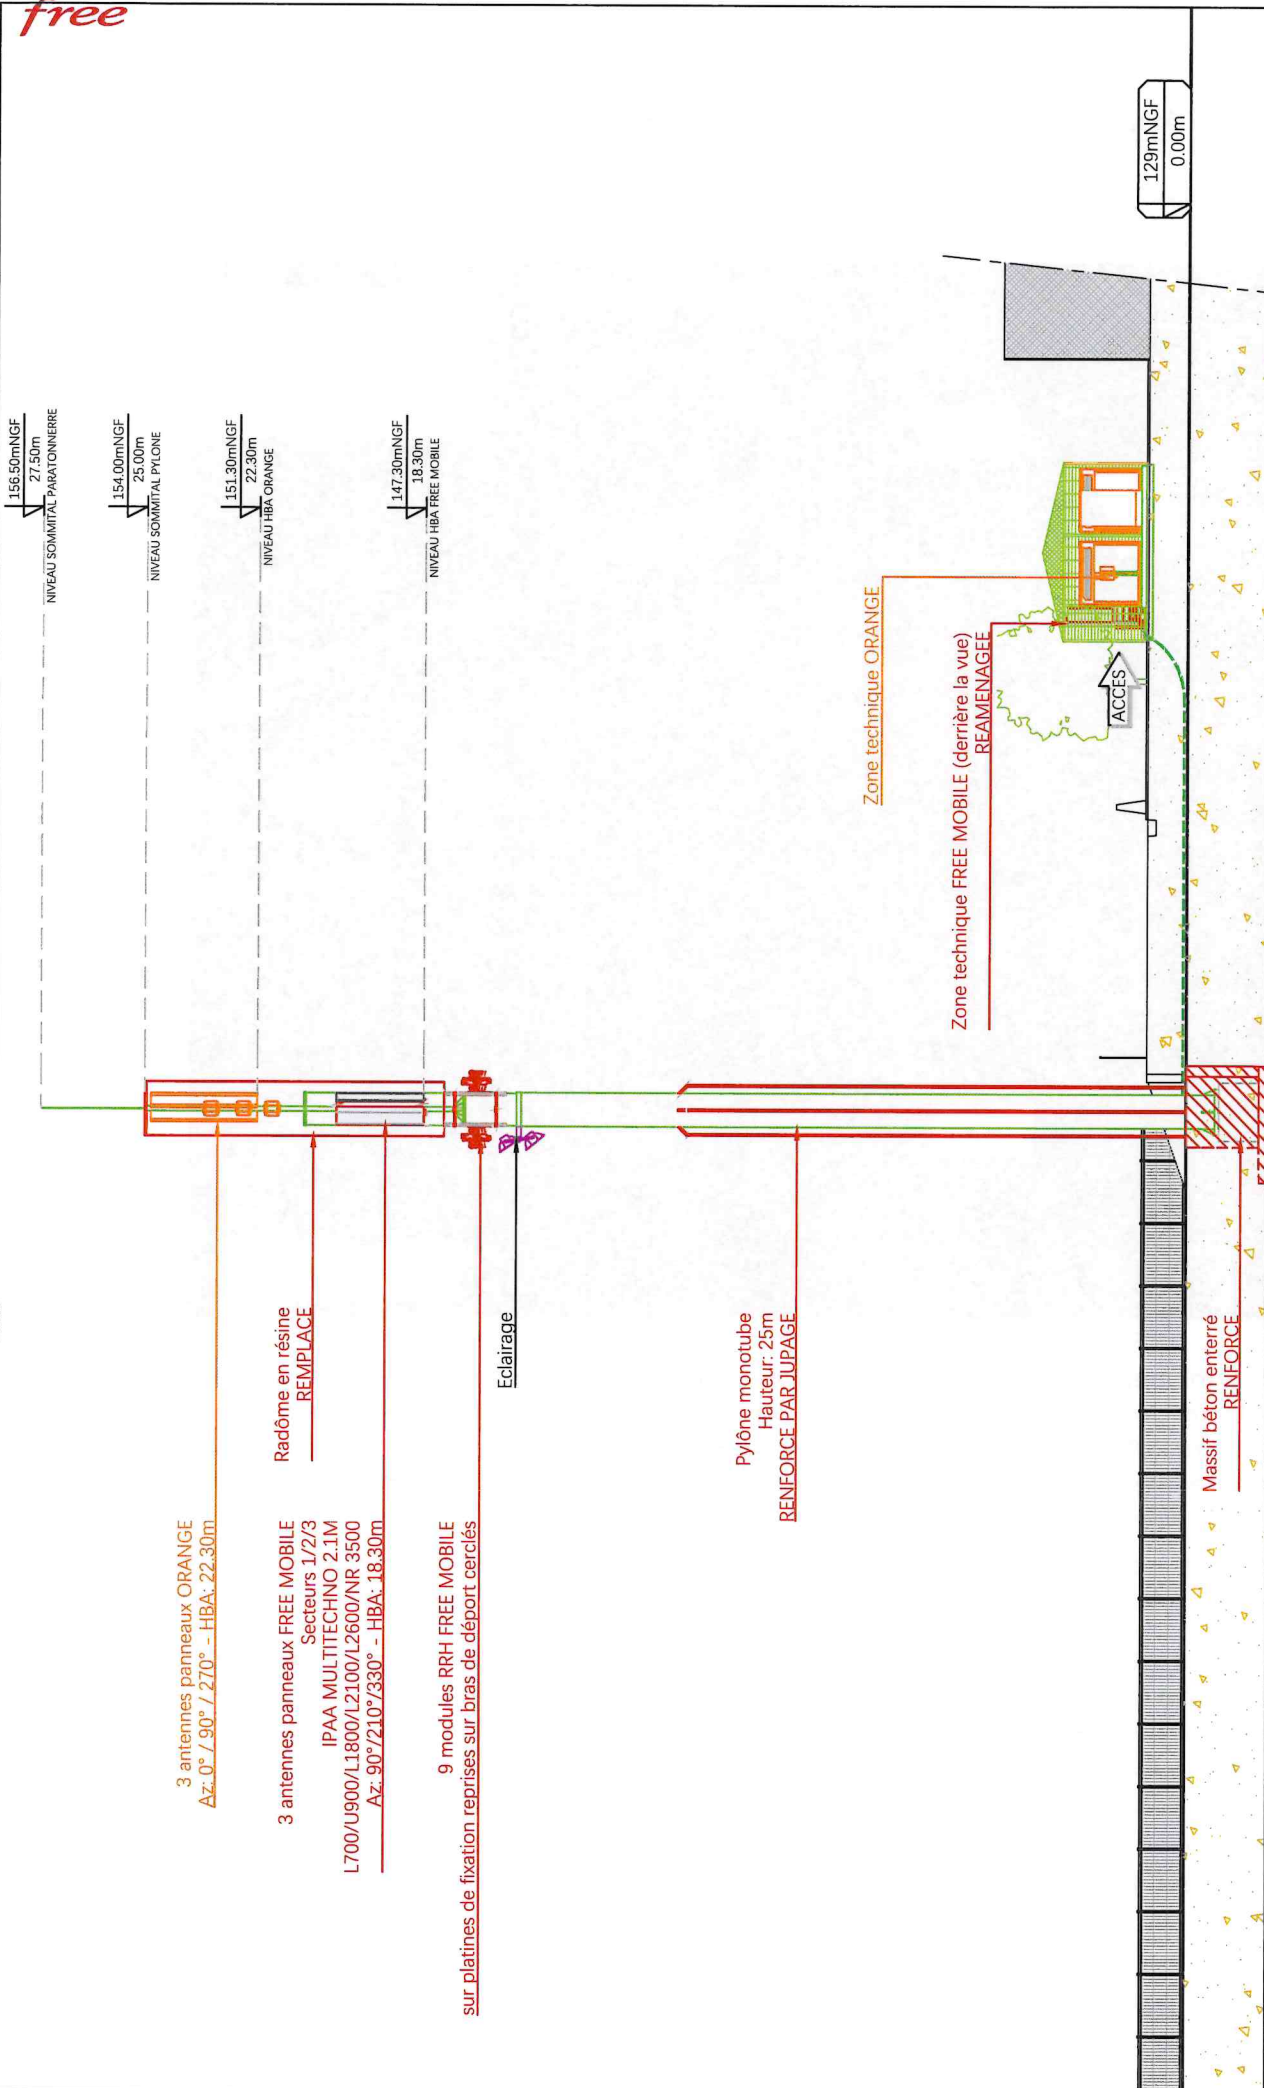 free
156.50mNGF
27.50m
NIVEAU SOMMITAL PARATONNERRE
154.00mNGF
25.00m
NIVEAU SOMMITAL PYLONE
151.30mNGF
22.30m
NIVEAU HBA ORANGE
147.30mNGF
18.30m
NIVEAU HBA FREE MOBILE
3 antennes panneaux ORANGE
Az: 0° / 90° / 270° - HBA: 22.30m
Radôme en résine
REMPLACE
3 antennes panneaux FREE MOBILE
Secteurs 1/2/3
IPAA MULTITECHNO 2.1M
L700/U900/L1800/L2100/L2600/NR 3500
Az: 90°/210°/330° - HBA: 18.30m
9 modules RRH FREE MOBILE
sur platines de fixation reprises sur bras de déport cerclés
Eclairage
Pylône monotube
Hauteur: 25m
RENFORCE PAR JUPAGE
Zone technique ORANGE
Zone technique FREE MOBILE (derrière la vue)
REAMENAGEE
ACCES
129mNGF
0.00m
Massif béton enterré
RENFORCE